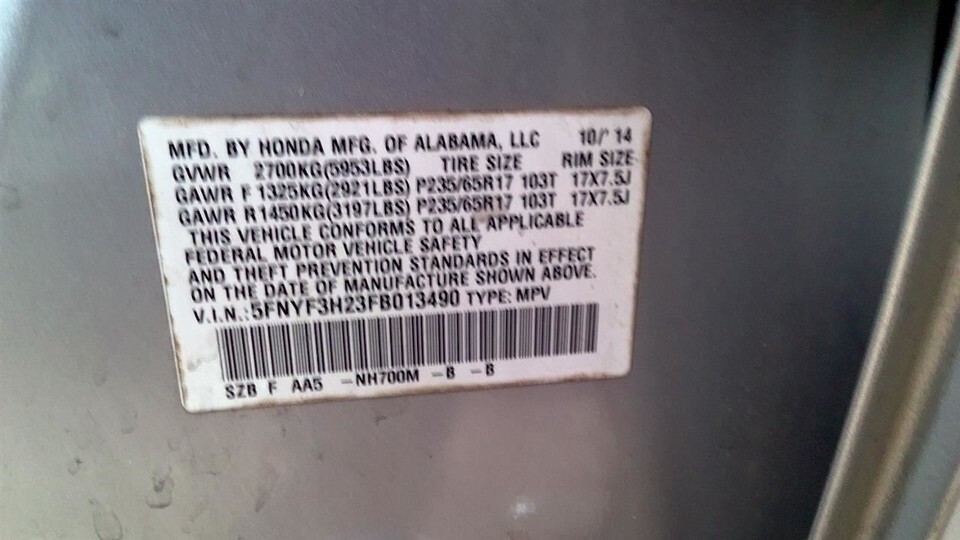 MFD. BY HONDA MFG. OF ALABAMA, LLC 10/'14
GVWR 2700KG(5953LBS) TIRE SIZE RIM SIZE
GAWR F 1325KG(2921LBS) P235/65R17 103T 17X7.5J
GAWR R1450KG(3197LBS) P235/65R17 103T 17X7.5J
THIS VEHICLE CONFORMS TO ALL APPLICABLE
FEDERAL MOTOR VEHICLE SAFETY
AND THEFT PREVENTION STANDARDS IN EFFECT
ON THE DATE OF MANUFACTURE SHOWN ABOVE.
V.I.N.:5FNYF3H23FB013490 TYPE: MPV
SZB F AA5 -NH700M -B -B